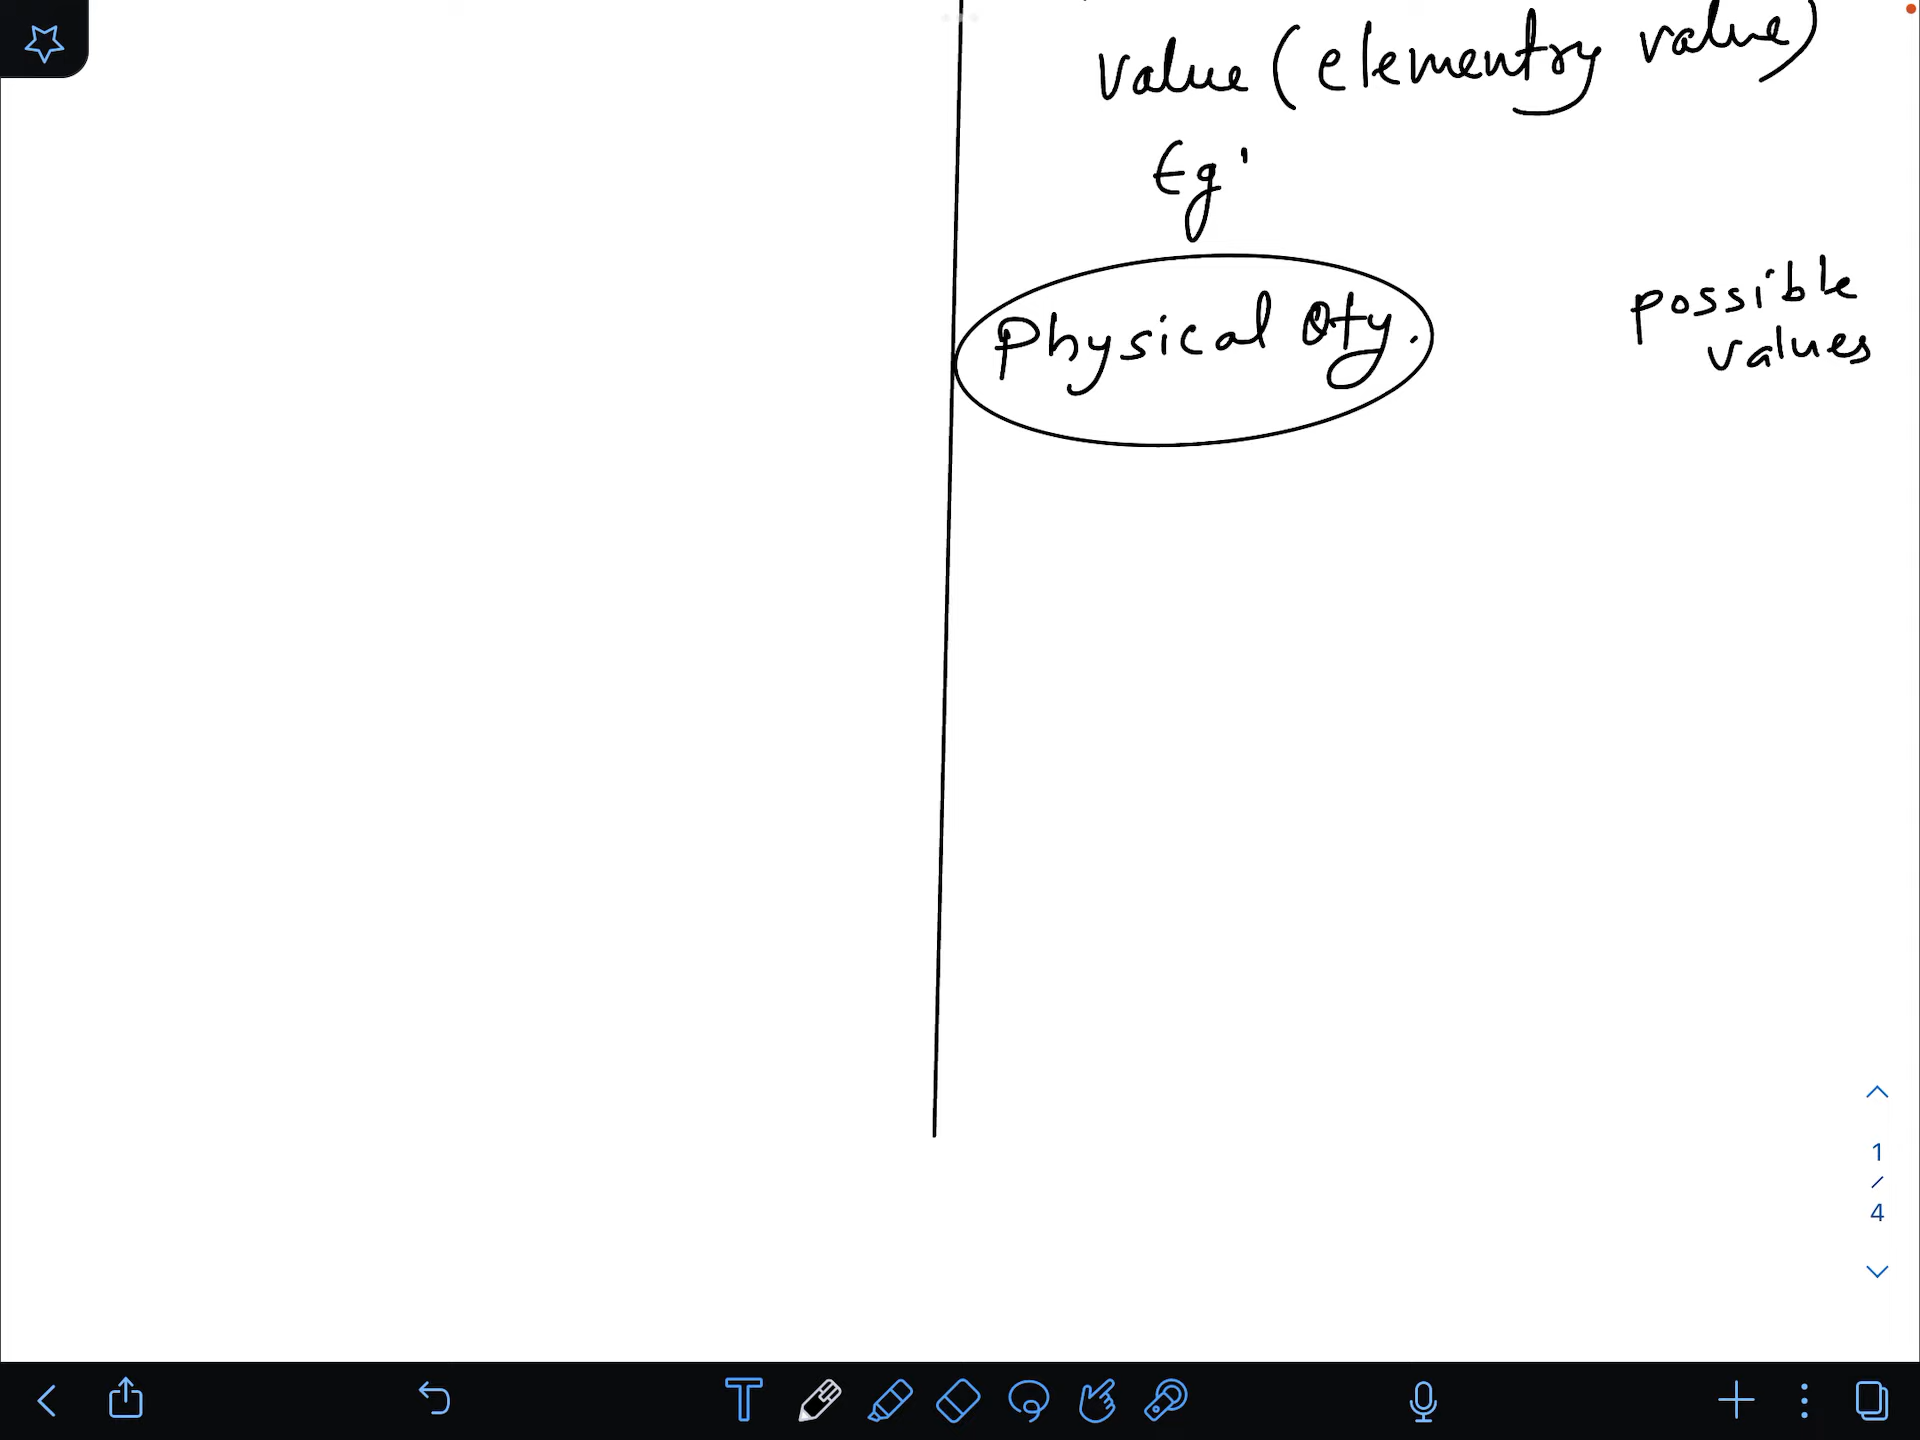 value (elementry value)
Eg'
Physical Qty.
possible
values
1
/
4